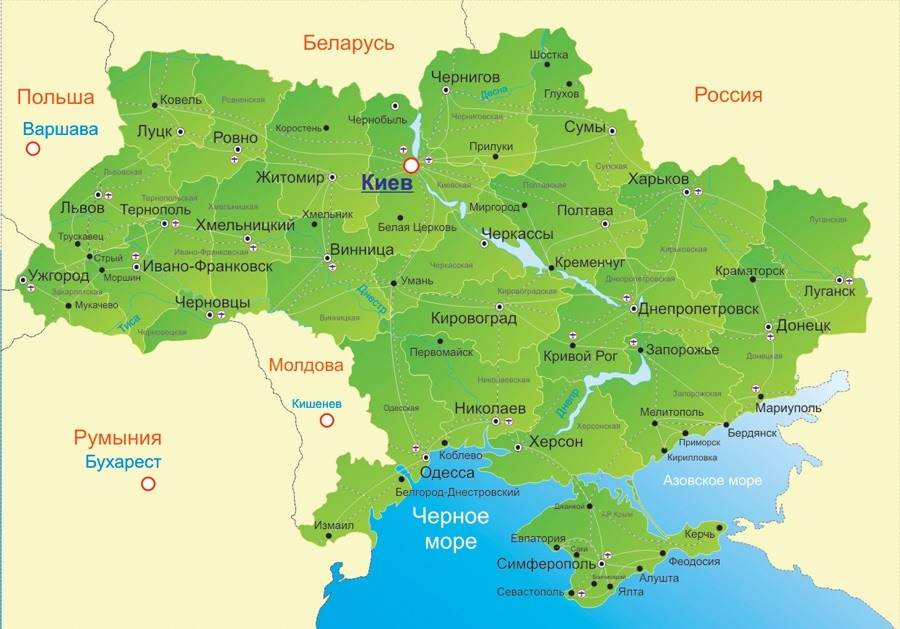 Беларусь
Польша
Варшава
Россия
Шостка
Чернигов
Десна
Глухов
Ковель
Ровненская
Чернобыль
Черниговская
Луцк
Ровно
Коростень
Сумы
Прилуки
Сумская
Львовская
Житомир
Киев
Киевская
Полтавская
Харьков
Львов
Тернопольская
Тернополь
Хмельницкая
Хмельник
Миргород
Полтава
Луганская
Хмельницкий
Белая Церковь
Черкассы
Трускавец
Стрый
Ивано-Франковская
Винница
Харьковская
Моршин
Ивано-Франковск
Черкасская
Кременчуг
Краматорск
Ужгород
Закарпатская
Умань
Днепропетровская
Луганск
Мукачево
Черновцы
Днестр
Кировоградская
Днепропетровск
Тиса
Черновецкая
Винницкая
Кировоград
Донецк
Первомайск
Кривой Рог
Запорожье
Донецкая
Молдова
Николаевская
Запорожская
Кишенев
Одесская
Николаев
Днепр
Мелитополь
Мариуполь
Румыния
Херсонская
Бердянск
Бухарест
Херсон
Приморск
Коблево
Кирилловка
Одесса
Азовское море
Белгород-Днестровский
Черное
море
Джанкой
Измаил
Керчь
Евпатория
Саки
Симферополь
Феодосия
Алушта
Севастополь
Ялта